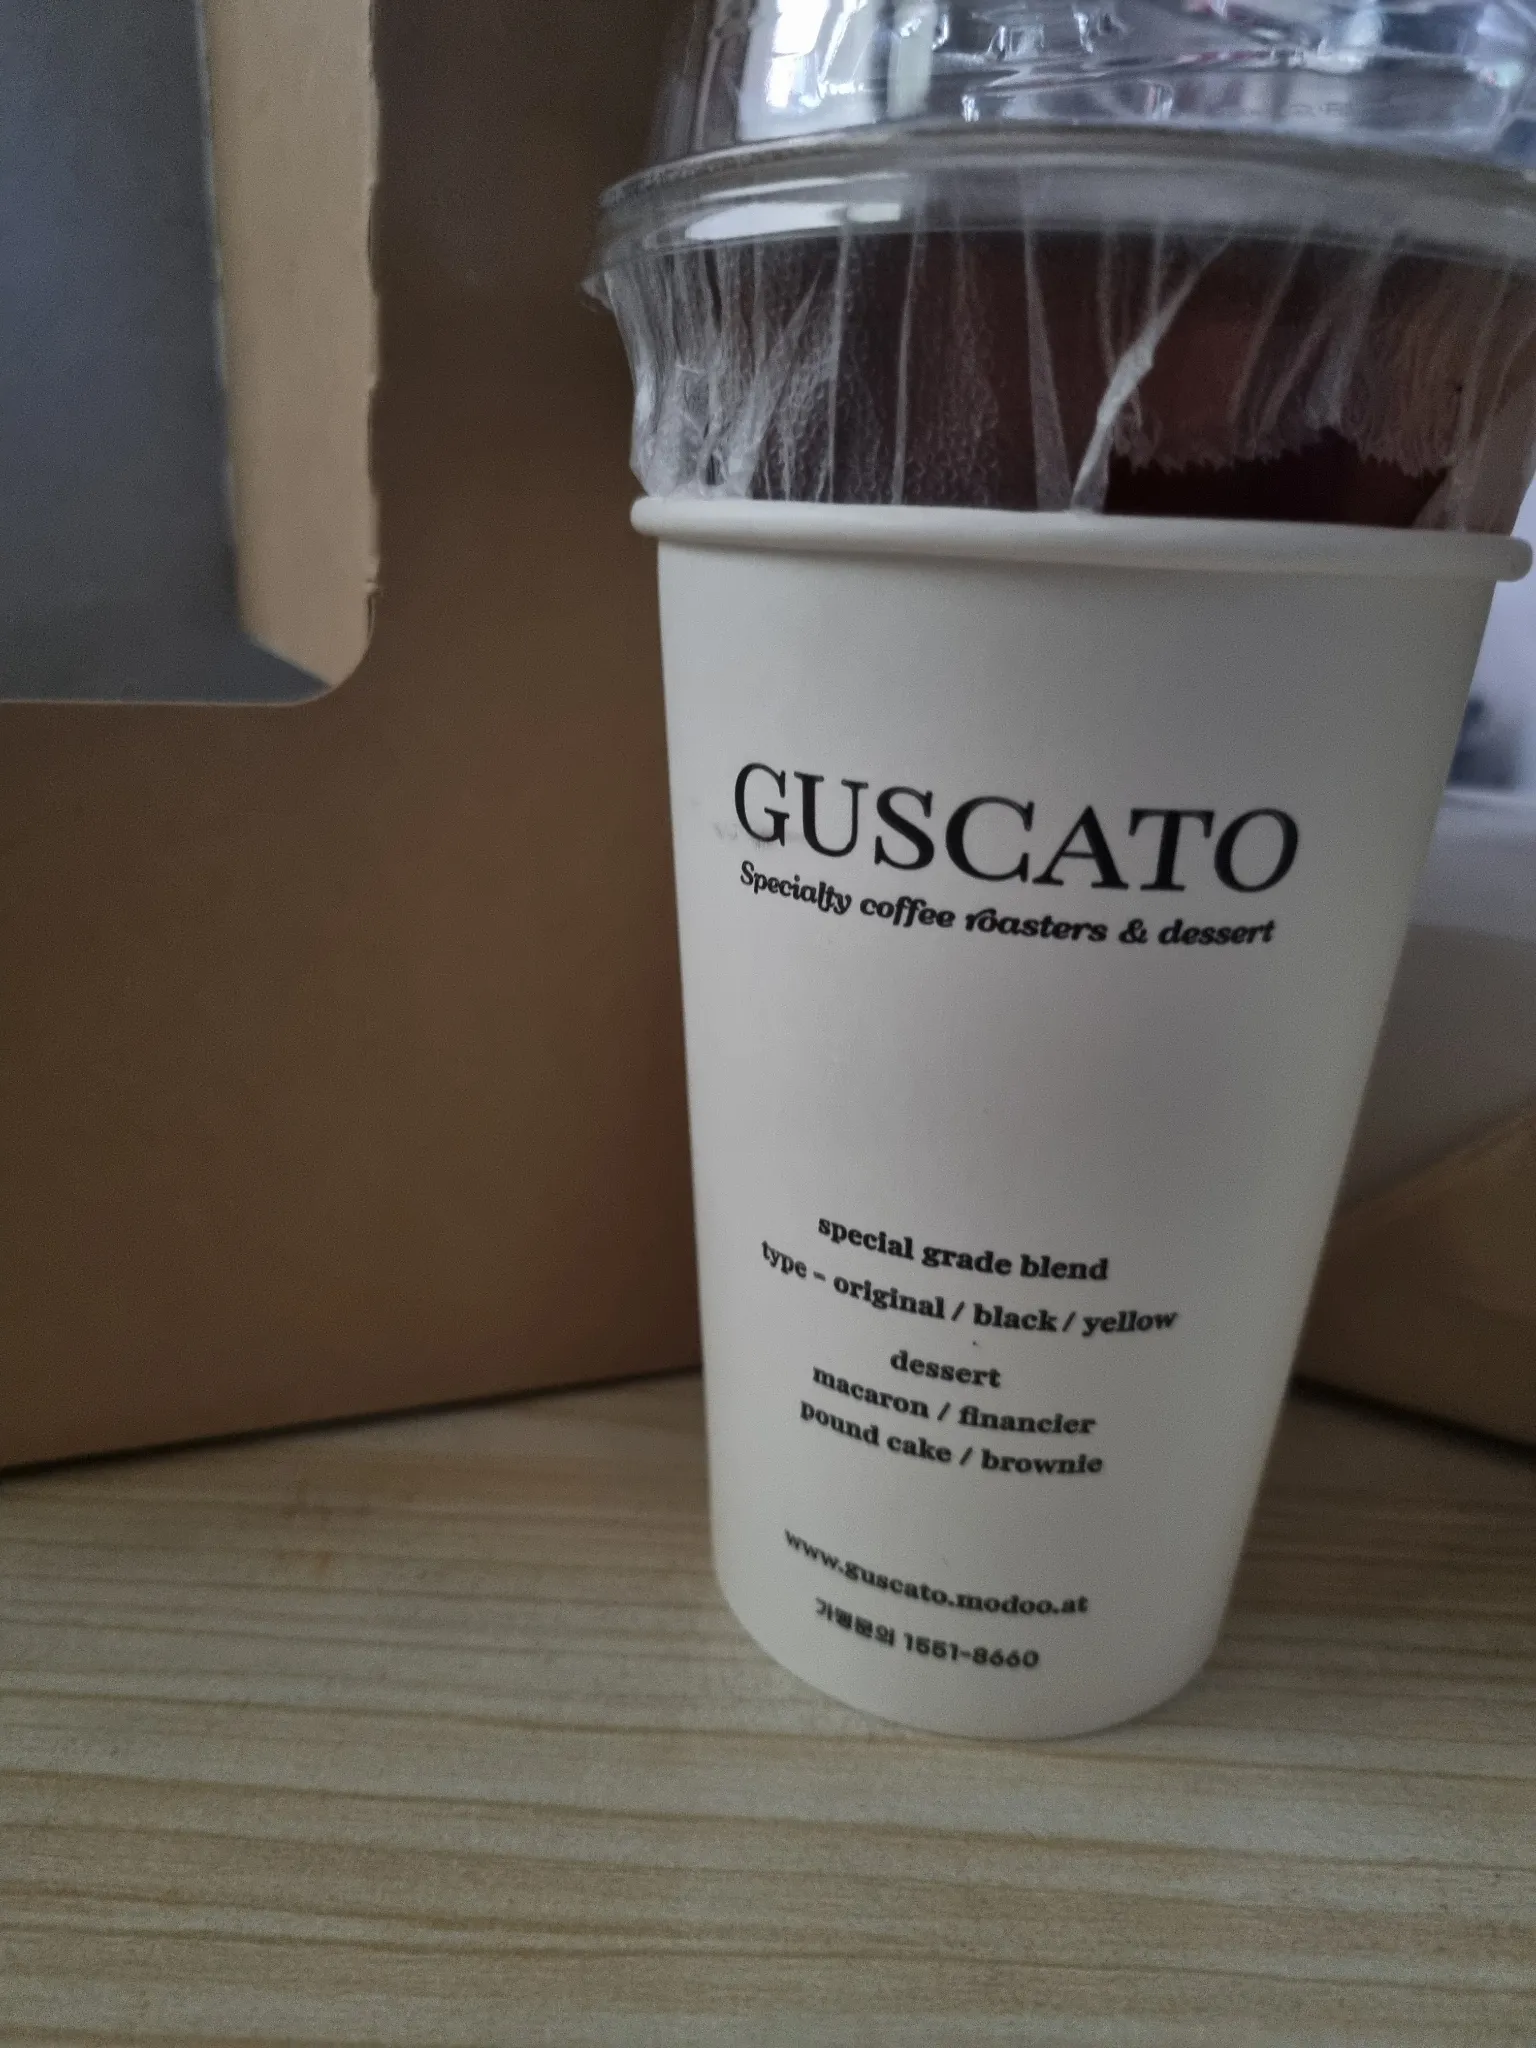 GUSCATO
Specialty coffee roasters & dessert
special grade blend
type - original / black / yellow
dessert
macaron / financier
pound cake / brownie
www.guscato.modoo.at
가맹문의 1551-8660